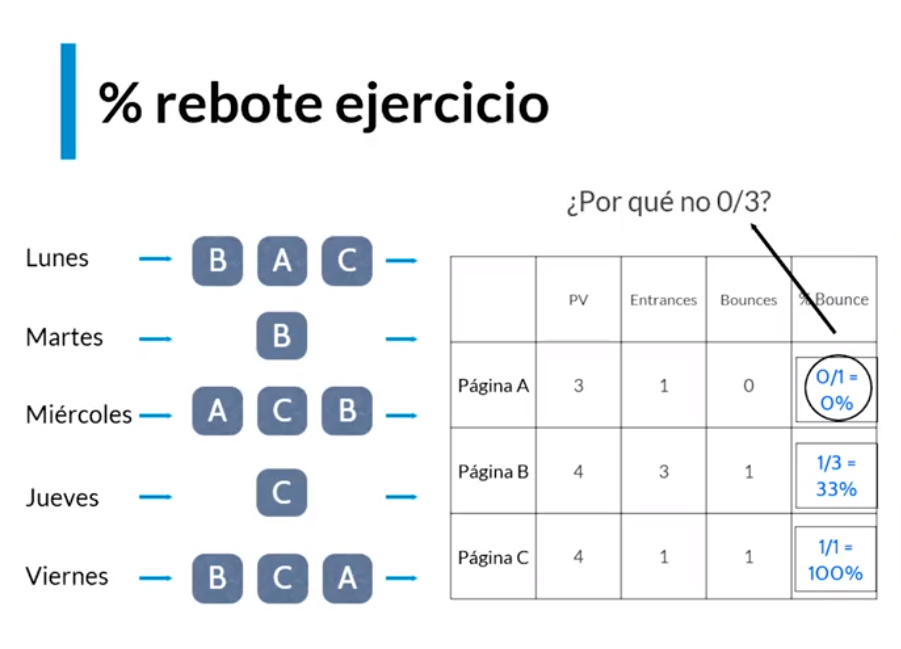 % rebote ejercicio
¿Por qué no 0/3?
Lunes B A C
Martes B
Miércoles A C B
Jueves C
Viernes B C A
PV Entrances Bounces % Bounce
Página A 3 1 0 0/1 =
0%
Página B 4 3 1 1/3 =
33%
Página C 4 1 1 1/1 =
100%